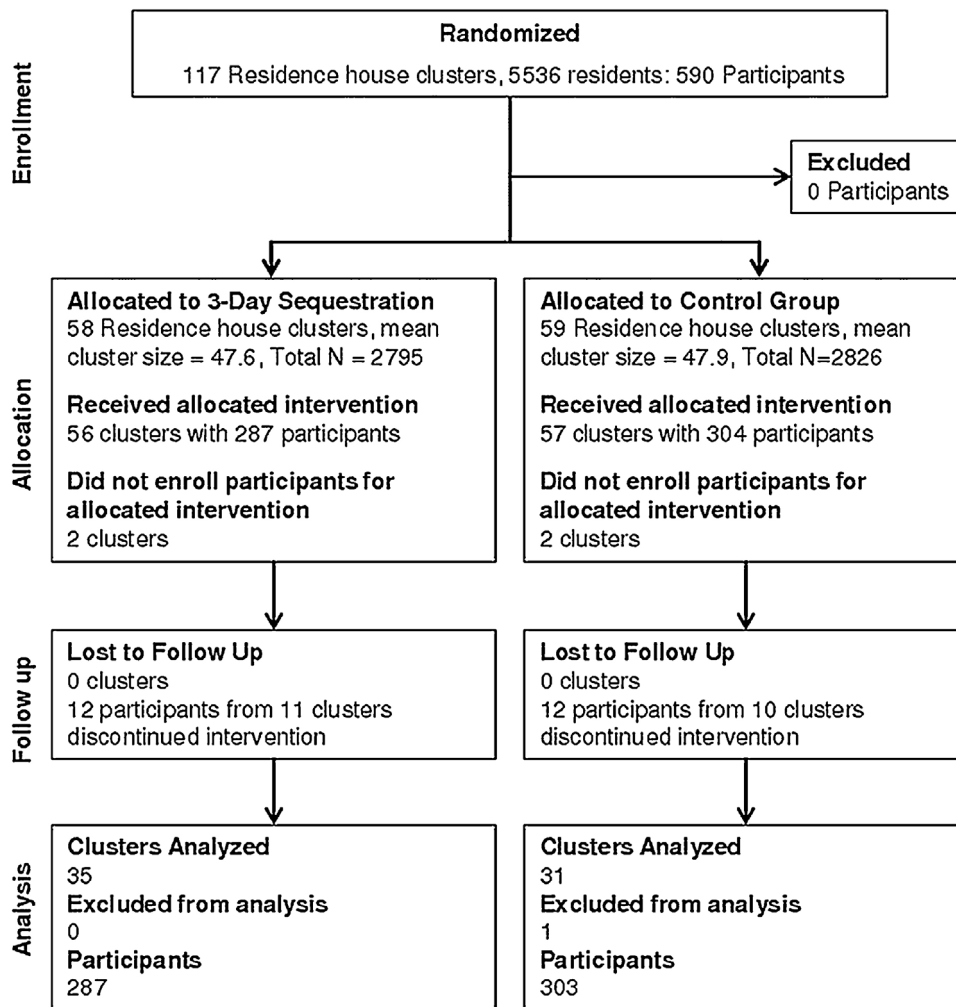 Enrollment
Randomized
117 Residence house clusters, 5536 residents: 590 Participants
Excluded
0 Participants
Allocation
Allocated to 3-Day Sequestration
58 Residence house clusters, mean
cluster size = 47.6, Total N = 2795
Received allocated intervention
56 clusters with 287 participants
Did not enroll participants for
allocated intervention
2 clusters
Allocated to Control Group
59 Residence house clusters, mean
cluster size = 47.9, Total N=2826
Received allocated intervention
57 clusters with 304 participants
Did not enroll participants for
allocated intervention
2 clusters
Follow up
Lost to Follow Up
0 clusters
12 participants from 11 clusters
discontinued intervention
Lost to Follow Up
0 clusters
12 participants from 10 clusters
discontinued intervention
Analysis
Clusters Analyzed
35
Excluded from analysis
0
Participants
287
Clusters Analyzed
31
Excluded from analysis
1
Participants
303